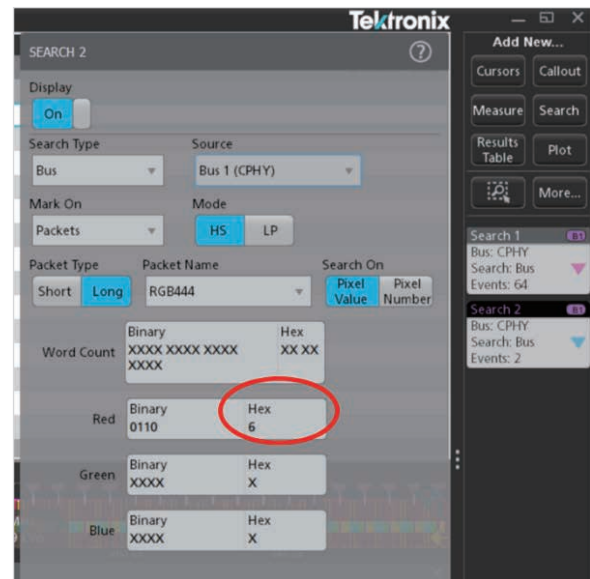 Tektronix
SEARCH 2
?
Display
On
Search Type
Source
Bus
Bus 1 (CPHY)
Mark On
Mode
Packets
HS
LP
Packet Type
Packet Name
Search On
Short
Long
RGB444
Pixel Value
Pixel Number
Word Count
Binary
Hex
XXXX XXXX XXXX
XX XX
XXXX
Red
Binary
Hex
0110
6
Green
Binary
Hex
XXXX
X
Blue
Binary
Hex
XXXX
X
Add New...
Cursors
Callout
Measure
Search
Results
Table
Plot
More...
Search 1
B1
Bus: CPHY
Search: Bus
Events: 64
Search 2
B1
Bus: CPHY
Search: Bus
Events: 2